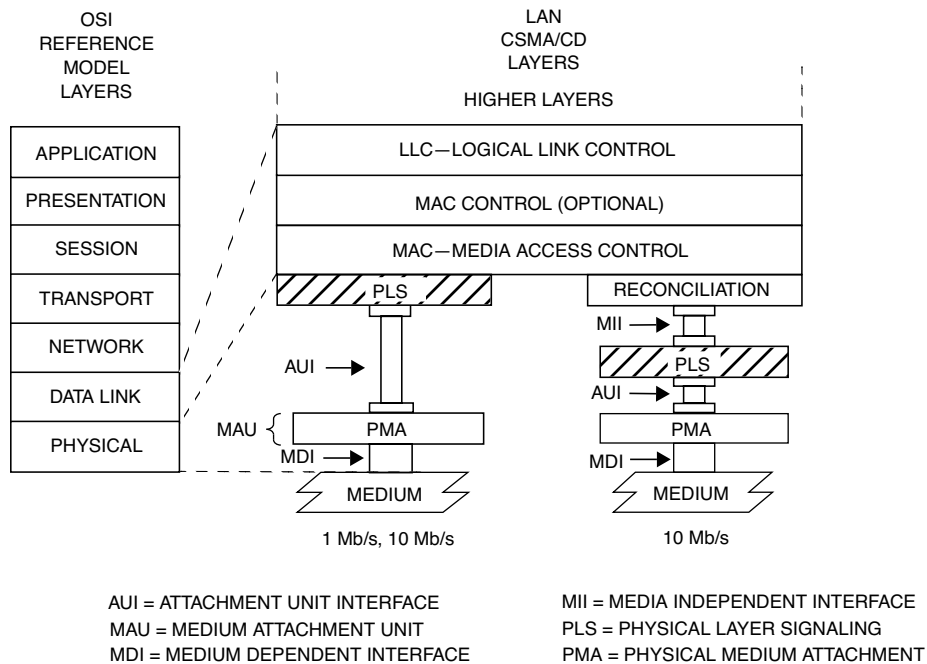 OSI
REFERENCE
MODEL
LAYERS
LAN
CSMA/CD
LAYERS
HIGHER LAYERS
APPLICATION
PRESENTATION
SESSION
TRANSPORT
NETWORK
DATA LINK
PHYSICAL
LLC—LOGICAL LINK CONTROL
MAC CONTROL (OPTIONAL)
MAC—MEDIA ACCESS CONTROL
PLS
AUI
MAU
PMA
MDI
MEDIUM
1 Mb/s, 10 Mb/s
RECONCILIATION
MII
PLS
AUI
PMA
MDI
MEDIUM
10 Mb/s
AUI = ATTACHMENT UNIT INTERFACE
MAU = MEDIUM ATTACHMENT UNIT
MDI = MEDIUM DEPENDENT INTERFACE
MII = MEDIA INDEPENDENT INTERFACE
PLS = PHYSICAL LAYER SIGNALING
PMA = PHYSICAL MEDIUM ATTACHMENT